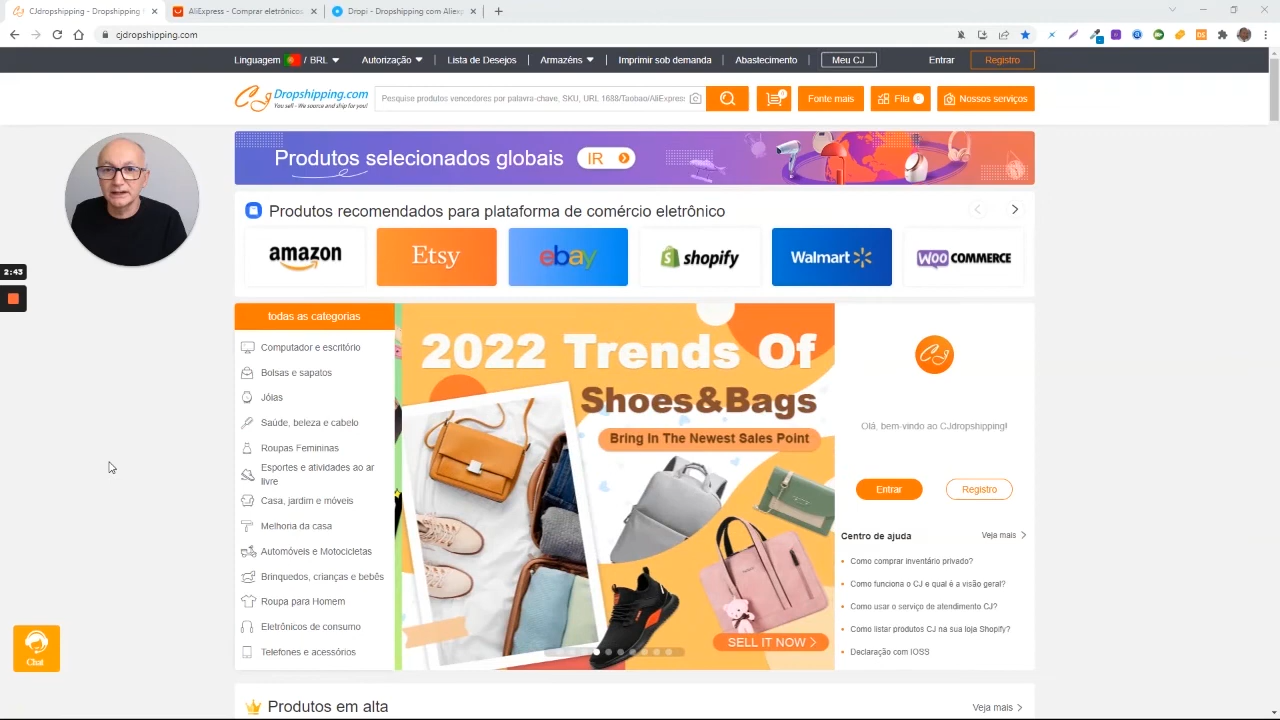 CJdropshipping - Dropshipping f
AliExpress - Comprar eletrônicos,
Dropi - Dropshipping com Aliexp
cjdropshipping.com
Linguagem / BRL
Autorização
Lista de Desejos
Armazéns
Imprimir sob demanda
Abastecimento
Meu CJ
Entrar
Registro
CJ Dropshipping.com
You sell - We source and ship for you!
Pesquise produtos vencedores por palavra-chave, SKU, URL 1688/Taobao/AliExpress
Fonte mais
Fila
Nossos serviços
Produtos selecionados globais
IR
Produtos recomendados para plataforma de comércio eletrônico
amazon
Etsy
ebay
shopify
Walmart
WOO COMMERCE
2:43
todas as categorias
Computador e escritório
Bolsas e sapatos
Jóias
Saúde, beleza e cabelo
Roupas Femininas
Esportes e atividades ao ar
livre
Casa, jardim e móveis
Melhoria da casa
Automóveis e Motocicletas
Brinquedos, crianças e bebês
Roupa para Homem
Eletrônicos de consumo
Telefones e acessórios
2022 Trends Of
Shoes&Bags
Bring In The Newest Sales Point
SELL IT NOW >
CJ
Olá, bem-vindo ao CJdropshipping!
Entrar
Registro
Centro de ajuda
Veja mais
Como comprar inventário privado?
Como funciona o CJ e qual é a visão geral?
Como usar o serviço de atendimento CJ?
Como listar produtos CJ na sua loja Shopify?
Declaração com IOSS
Chat
Produtos em alta
Veja mais